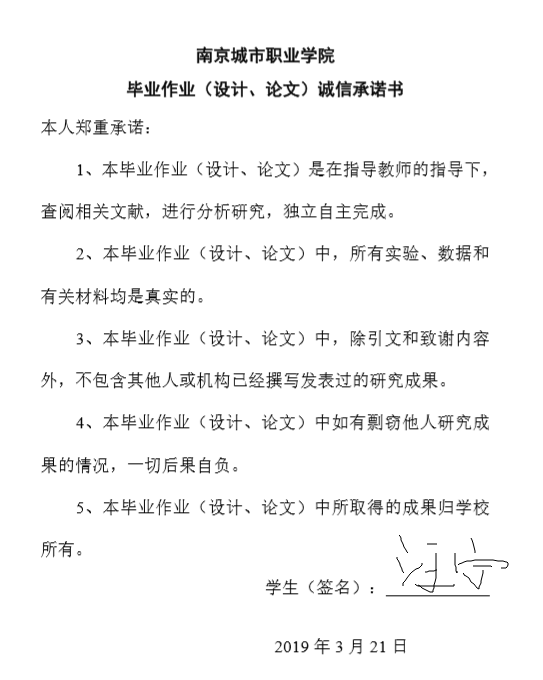 南京城市职业学院
毕业作业（设计、论文）诚信承诺书
本人郑重承诺：
1、本毕业作业（设计、论文）是在指导教师的指导下，
查阅相关文献，进行分析研究，独立自主完成。
2、本毕业作业（设计、论文）中，所有实验、数据和
有关材料均是真实的。
3、本毕业作业（设计、论文）中，除引文和致谢内容
外，不包含其他人或机构已经撰写发表过的研究成果。
4、本毕业作业（设计、论文）中如有剽窃他人研究成
果的情况，一切后果自负。
5、本毕业作业（设计、论文）中所取得的成果归学校
所有。
学生（签名）：
2019 年 3 月 21 日